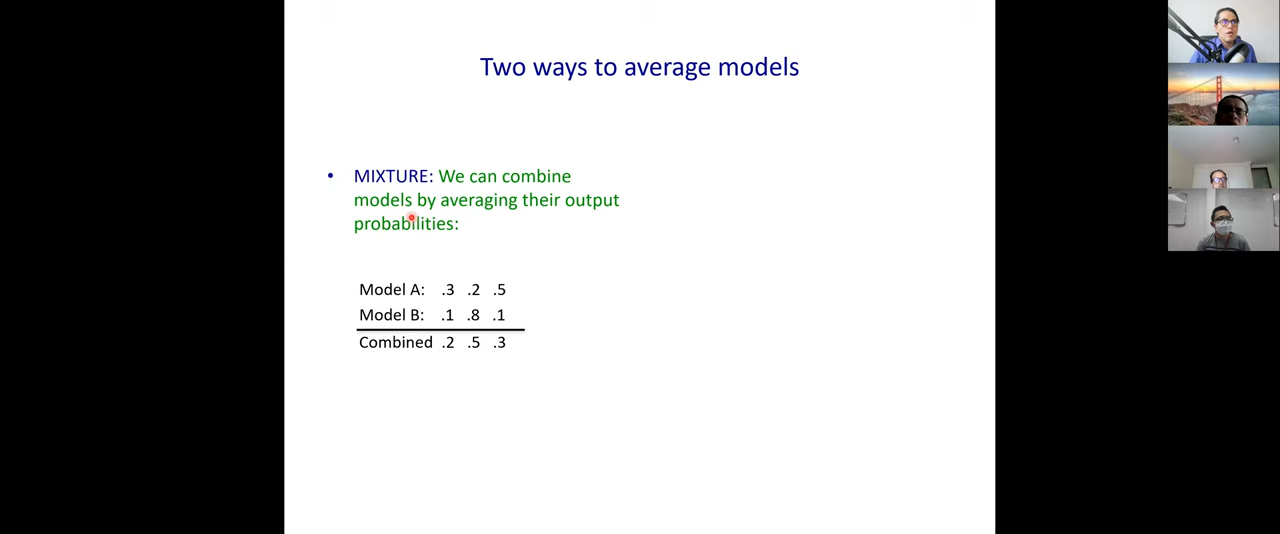 Two ways to average models
• MIXTURE: We can combine
models by averaging their output
probabilities:
Model A: .3 .2 .5
Model B: .1 .8 .1
Combined .2 .5 .3